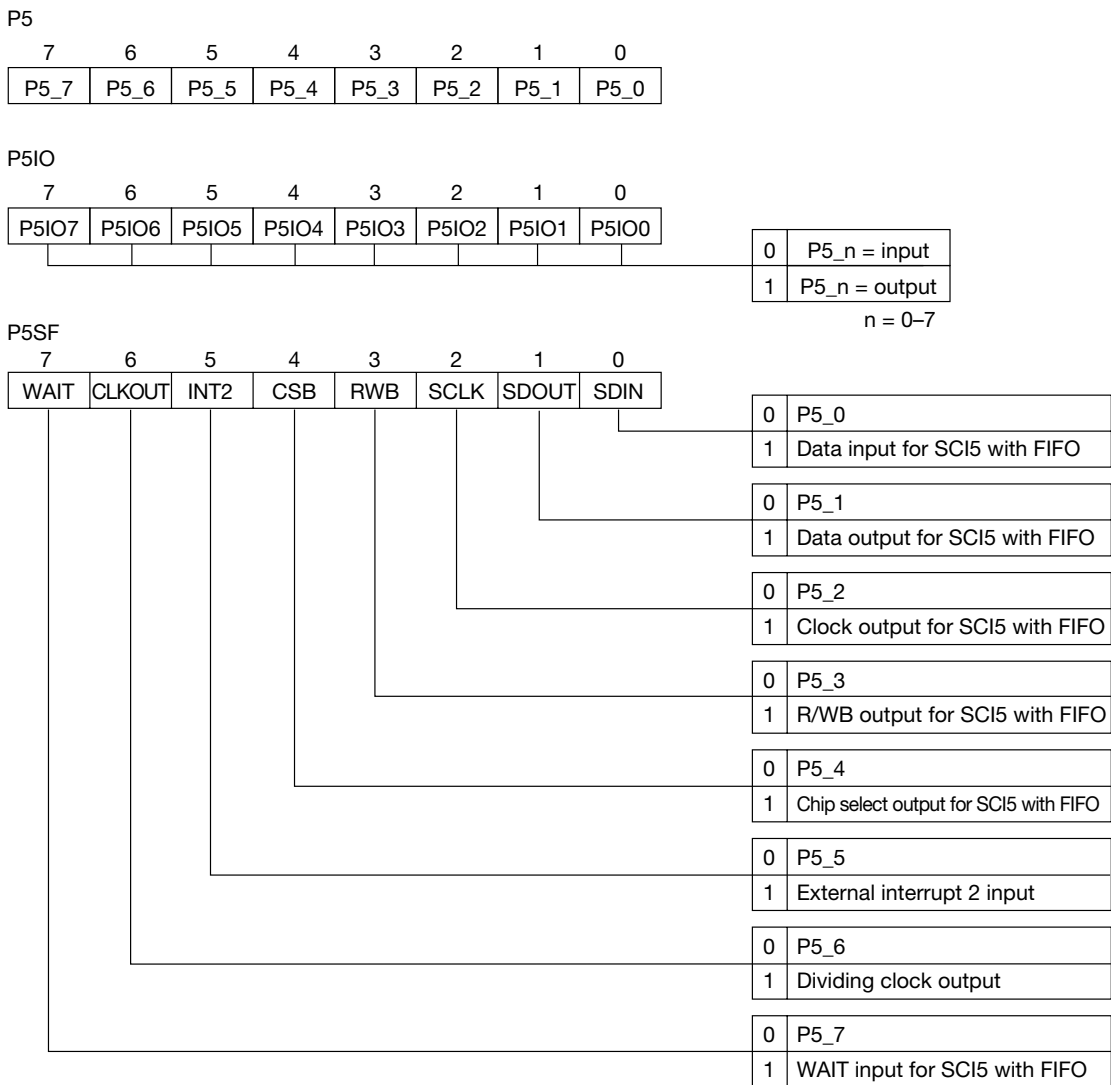 P5
7 6 5 4 3 2 1 0
P5_7 P5_6 P5_5 P5_4 P5_3 P5_2 P5_1 P5_0
P5IO
7 6 5 4 3 2 1 0
P5IO7 P5IO6 P5IO5 P5IO4 P5IO3 P5IO2 P5IO1 P5IO0
0 P5_n = input
1 P5_n = output
n = 0–7
P5SF
7 6 5 4 3 2 1 0
WAIT CLKOUT INT2 CSB RWB SCLK SDOUT SDIN
0 P5_0
1 Data input for SCI5 with FIFO
0 P5_1
1 Data output for SCI5 with FIFO
0 P5_2
1 Clock output for SCI5 with FIFO
0 P5_3
1 R/WB output for SCI5 with FIFO
0 P5_4
1 Chip select output for SCI5 with FIFO
0 P5_5
1 External interrupt 2 input
0 P5_6
1 Dividing clock output
0 P5_7
1 WAIT input for SCI5 with FIFO